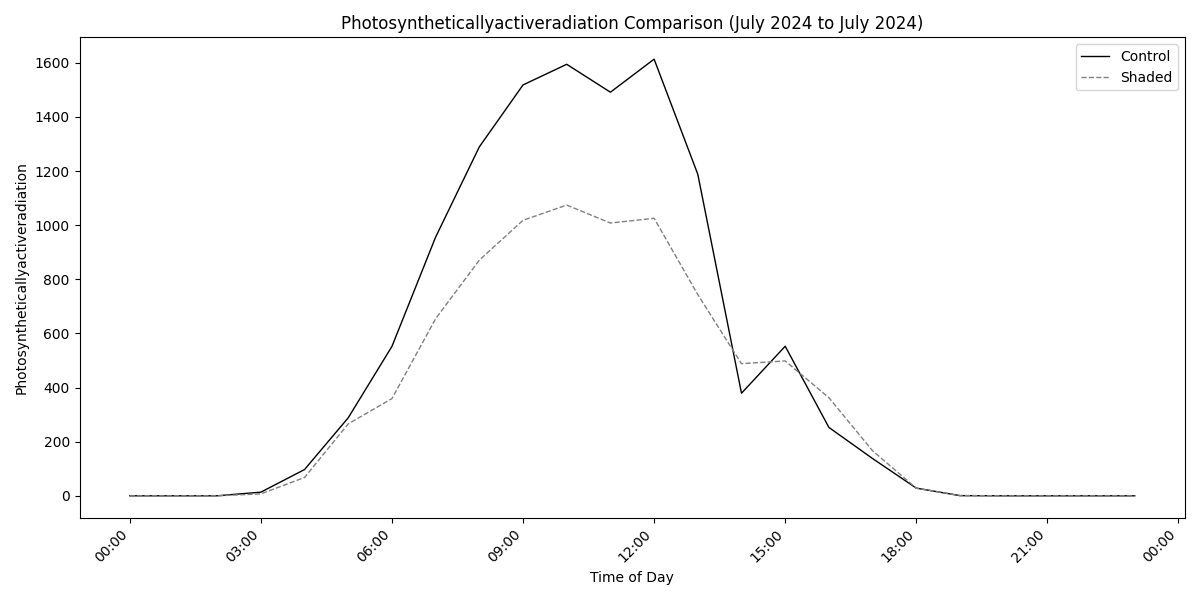 Photosyntheticallyactiveradiation Comparison (July 2024 to July 2024)
Control
Shaded
Photosyntheticallyactiveradiation
1600
1400
1200
1000
800
600
400
200
0
00:00 03:00 06:00 09:00 12:00 15:00 18:00 21:00 00:00
Time of Day